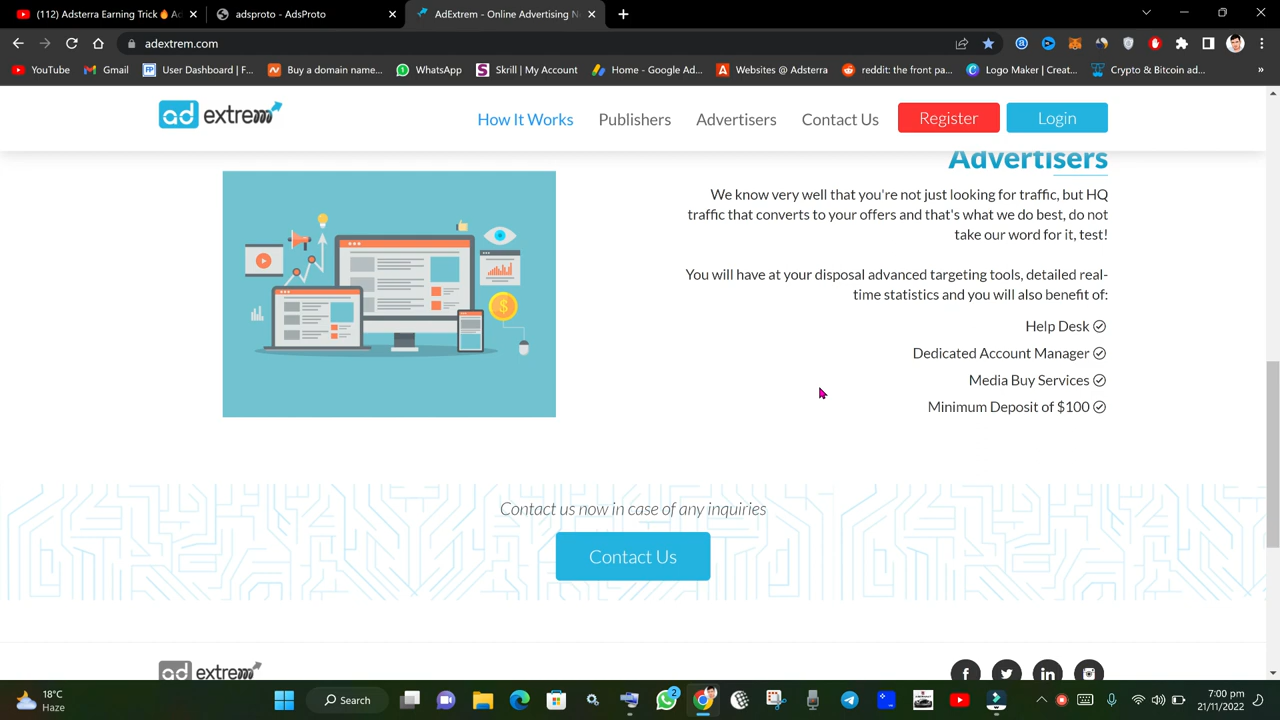 (112) Adsterra Earning Trick🔥 A
asdproto - AdsProto
AdExtrem - Online Advertising N
adextrem.com
YouTube
Gmail
User Dashboard | F...
Buy a domain name...
WhatsApp
Skrill | My Account
Home - Google Ad...
Websites @ Adsterra
reddit: the front pa...
Logo Maker | Creat...
Crypto & Bitcoin ad...
»
ad extrem
How It Works
Publishers
Advertisers
Contact Us
Register
Login
Advertisers
We know very well that you're not just looking for traffic, but HQ
traffic that converts to your offers and that's what we do best, do not
take our word for it, test!
You will have at your disposal advanced targeting tools, detailed real-
time statistics and you will also benefit of:
Help Desk
Dedicated Account Manager
Media Buy Services
Minimum Deposit of $100
Contact us now in case of any inquiries
Contact Us
ad extrem
18°C
Haze
Search
2
7:00 pm
21/11/2022